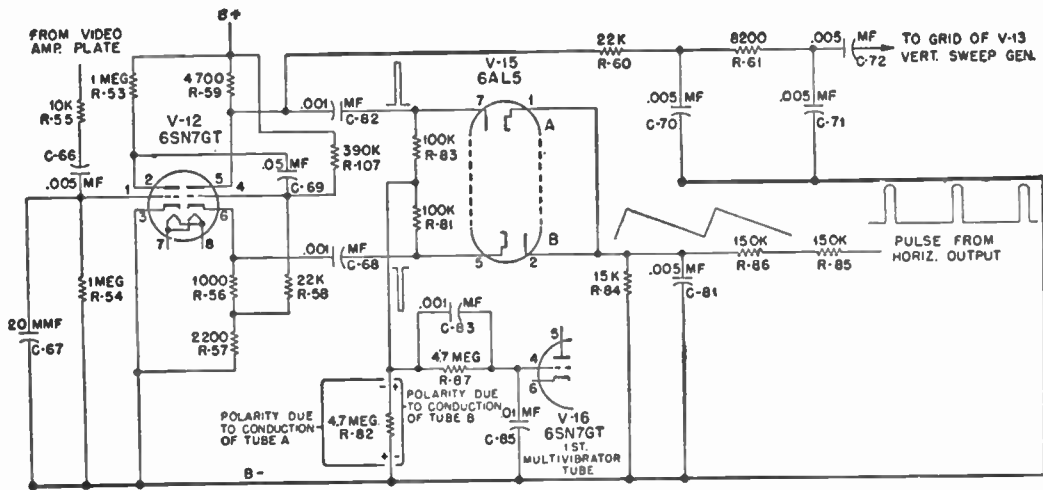 B+
FROM VIDEO
AMP. PLATE
1 MEG
R-53
4700
R-59
10K
R-55
V-12
6SN7GT
C-66
.005 MF
.05 MF
C-69
390K
R-107
.001 MF
C-82
V-15
6AL5
7
1
A
100K
R-83
100K
R-81
B
5
2
22K
R-60
8200
R-61
.005 MF
C-72
TO GRID OF V-13
VERT. SWEEP GEN.
.005 MF
C-70
.005 MF
C-71
1
2
5
4
3
6
7
8
.001 MF
C-68
1 MEG
R-54
1000
R-56
22K
R-58
2200
R-57
20 MMF
C-67
.001 MF
C-83
4.7 MEG
R-87
5
4
6
V-16
6SN7GT
1 ST.
MULTIVIBRATOR
TUBE
.01 MF
C-85
POLARITY DUE
TO CONDUCTION
OF TUBE A
- +
4.7 MEG.
R-82
+ -
POLARITY DUE
TO CONDUCTION
OF TUBE B
15K
R-84
.005 MF
C-81
150K
R-86
150K
R-85
PULSE FROM
HORIZ. OUTPUT
B-